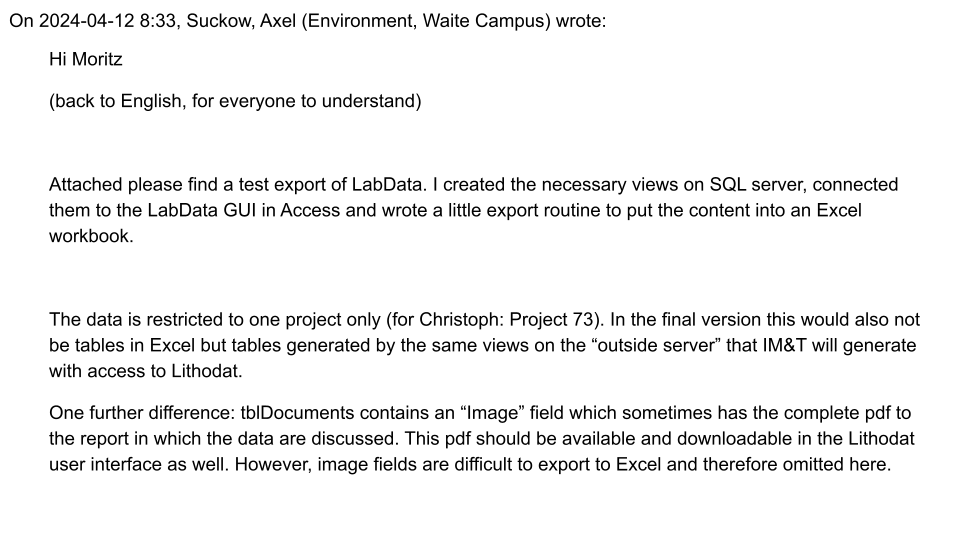 On 2024-04-12 8:33, Suckow, Axel (Environment, Waite Campus) wrote:
Hi Moritz
(back to English, for everyone to understand)
Attached please find a test export of LabData. I created the necessary views on SQL server, connected
them to the LabData GUI in Access and wrote a little export routine to put the content into an Excel
workbook.
The data is restricted to one project only (for Christoph: Project 73). In the final version this would also not
be tables in Excel but tables generated by the same views on the “outside server” that IM&T will generate
with access to Lithodat.
One further difference: tblDocuments contains an “Image” field which sometimes has the complete pdf to
the report in which the data are discussed. This pdf should be available and downloadable in the Lithodat
user interface as well. However, image fields are difficult to export to Excel and therefore omitted here.